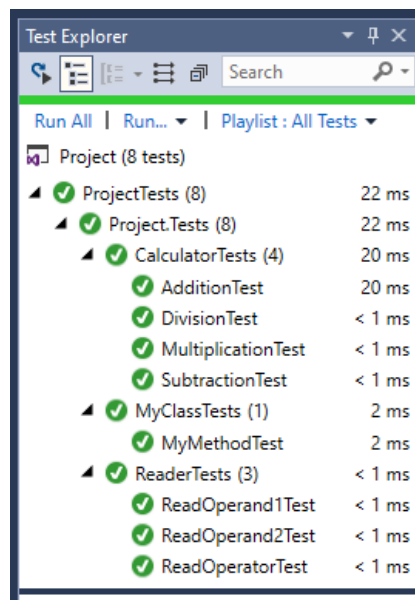 Test Explorer
Search
Run All | Run... | Playlist : All Tests
Project (8 tests)
ProjectTests (8) 22 ms
Project.Tests (8) 22 ms
CalculatorTests (4) 20 ms
AdditionTest 20 ms
DivisionTest < 1 ms
MultiplicationTest < 1 ms
SubtractionTest < 1 ms
MyClassTests (1) 2 ms
MyMethodTest 2 ms
ReaderTests (3) < 1 ms
ReadOperand1Test < 1 ms
ReadOperand2Test < 1 ms
ReadOperatorTest < 1 ms